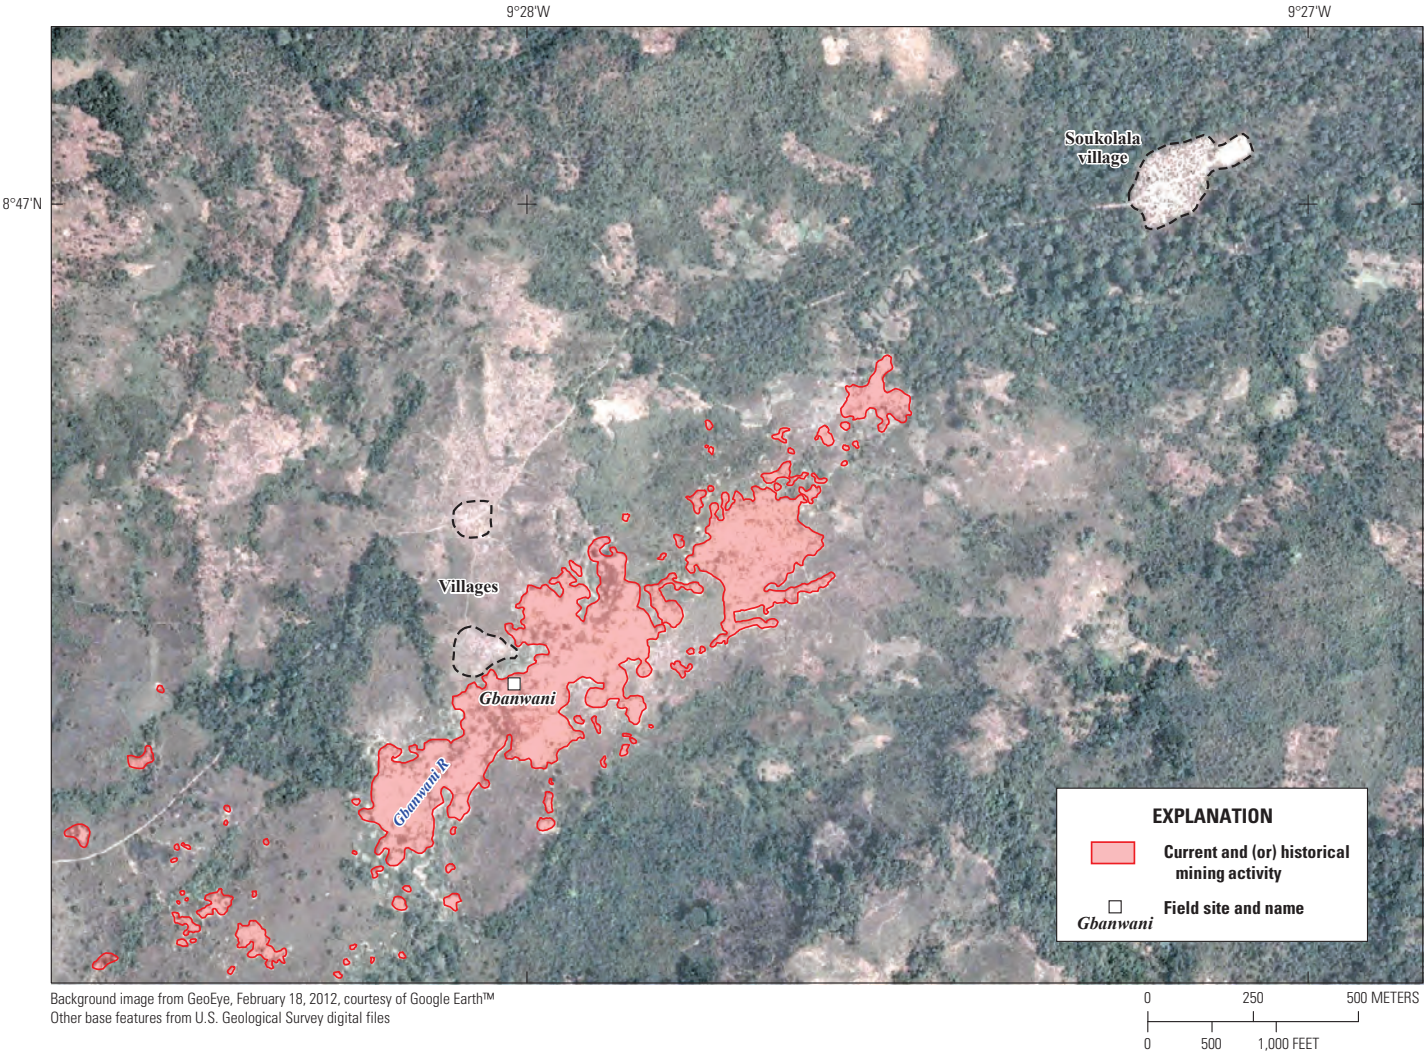 9°28'W
9°27'W
Soukolala
village
8°47'N
Villages
Gbanwani
Gbanwani R
EXPLANATION
Current and (or) historical
mining activity
Field site and name
Gbanwani
Background image from GeoEye, February 18, 2012, courtesy of Google Earth™
Other base features from U.S. Geological Survey digital files
0 250 500 METERS
0 500 1,000 FEET